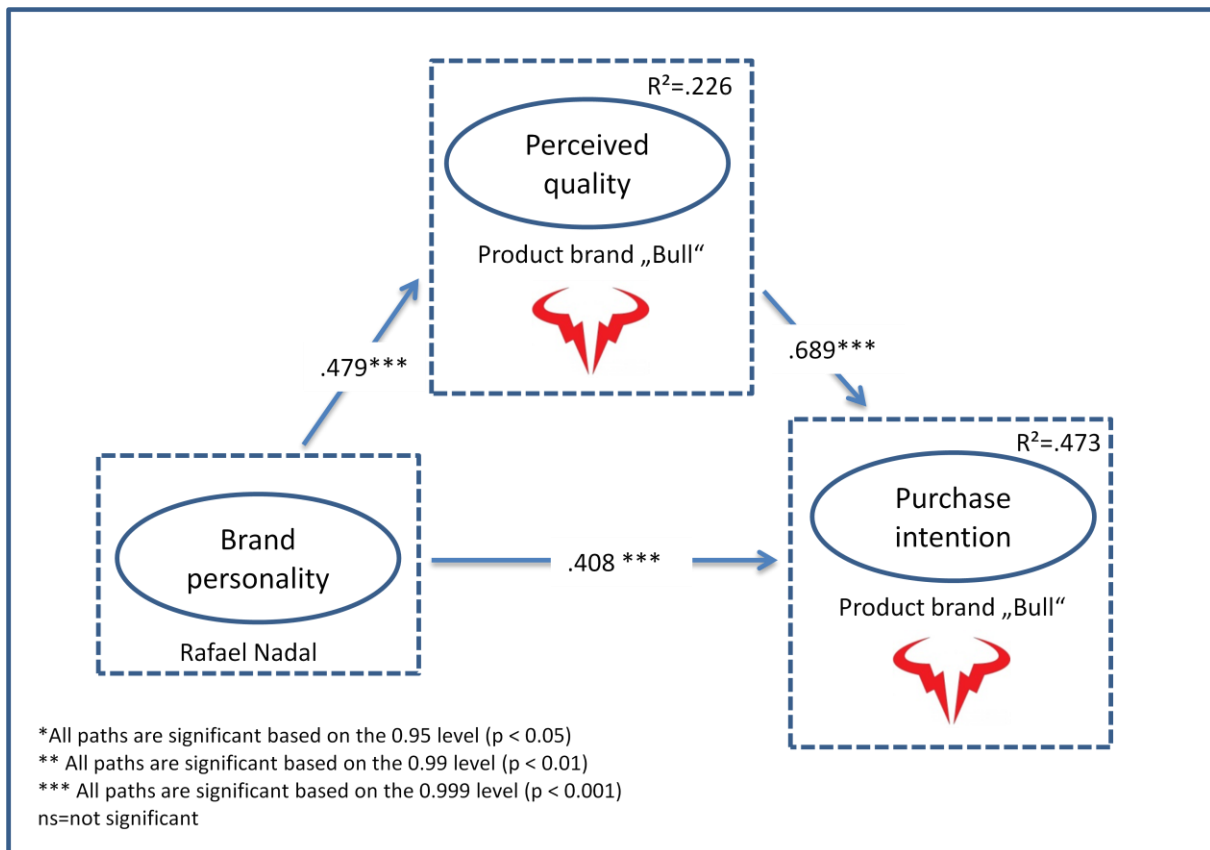 R²=.226
Perceived
quality
Product brand „Bull“
.479***
.689***
R²=.473
Purchase
intention
Product brand „Bull“
Brand
personality
Rafael Nadal
.408 ***
*All paths are significant based on the 0.95 level (p < 0.05)
** All paths are significant based on the 0.99 level (p < 0.01)
*** All paths are significant based on the 0.999 level (p < 0.001)
ns=not significant